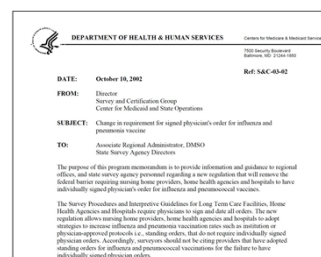 DEPARTMENT OF HEALTH & HUMAN SERVICES
Centers for Medicare & Medicaid Services
7500 Security Boulevard
Baltimore, MD 21244-1850
Ref: S&C-03-02
DATE: October 10, 2002
FROM: Director
Survey and Certification Group
Center for Medicaid and State Operations
SUBJECT: Change in requirement for signed physician's order for influenza and
pneumonia vaccine
TO: Associate Regional Administrator, DMSO
State Survey Agency Directors
The purpose of this program memorandum is to provide information and guidance to regional
offices, and state survey agency personnel regarding a new regulation that will remove the
federal barrier requiring nursing home providers, home health agencies and hospitals to have
individually signed physician's order for influenza and pneumococcal vaccines.
The Survey Procedures and Interpretive Guidelines for Long Term Care Facilities, Home
Health Agencies and Hospitals require physicians to sign and date all orders. The new
regulation allows nursing home providers, home health agencies and hospitals to adopt
strategies to increase influenza and pneumonia vaccination rates such as institution or
physician-approved protocols i.e., standing orders, that do not require individually signed
physician orders. Accordingly, surveyors should not be citing providers that have adopted
standing orders for influenza and pneumococcal vaccinations for the failure to have
individually signed physician orders.